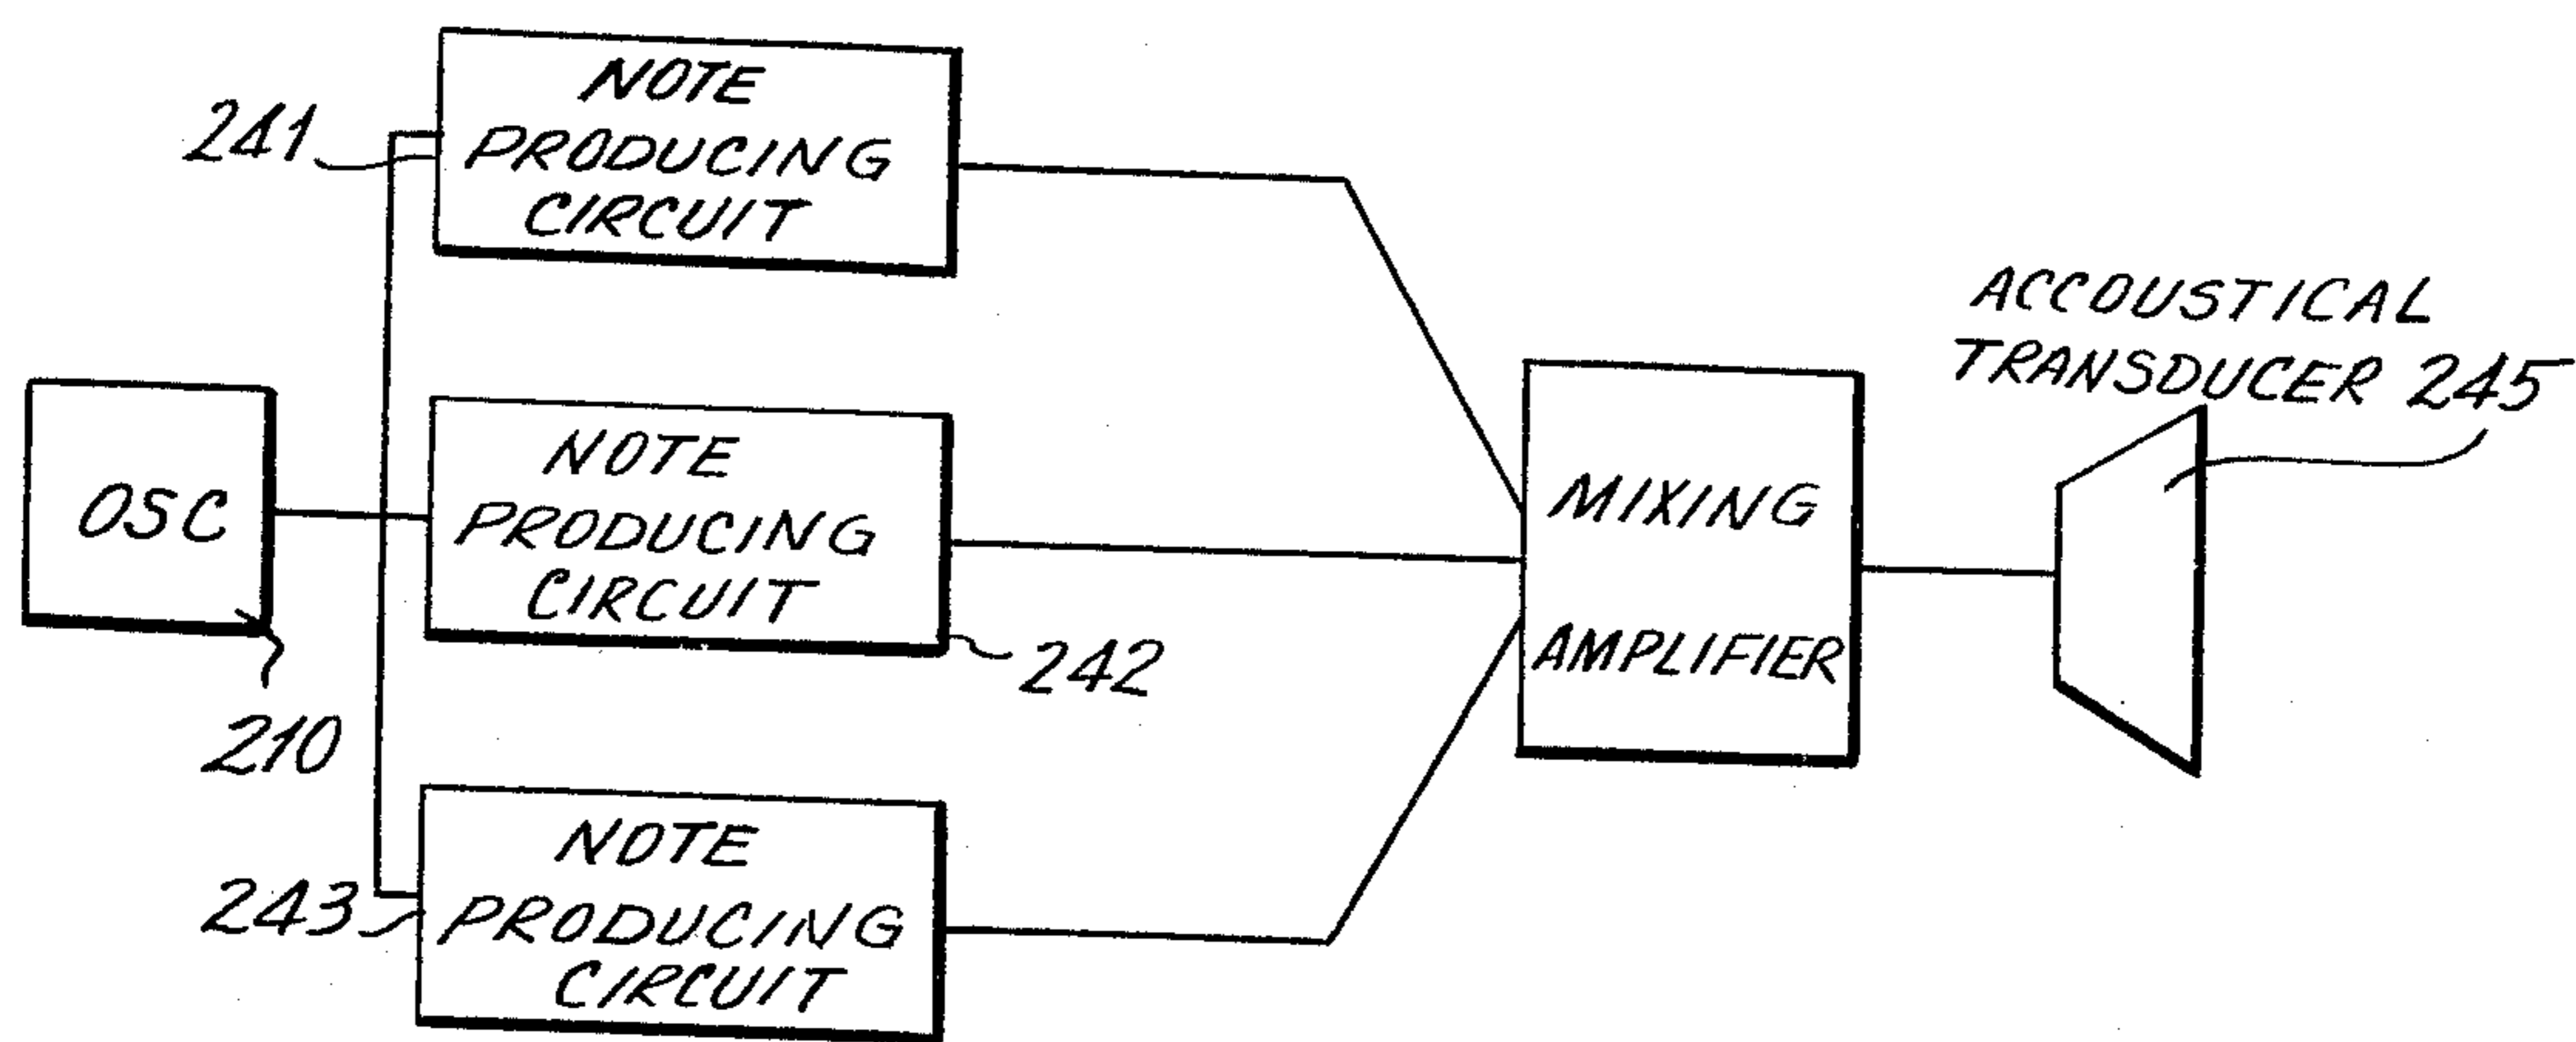 NOTE
PRODUCING
CIRCUIT
241
ACCOUSTICAL
TRANSDUCER 245
OSC
210
NOTE
PRODUCING
CIRCUIT
242
MIXING
AMPLIFIER
NOTE
PRODUCING
CIRCUIT
243